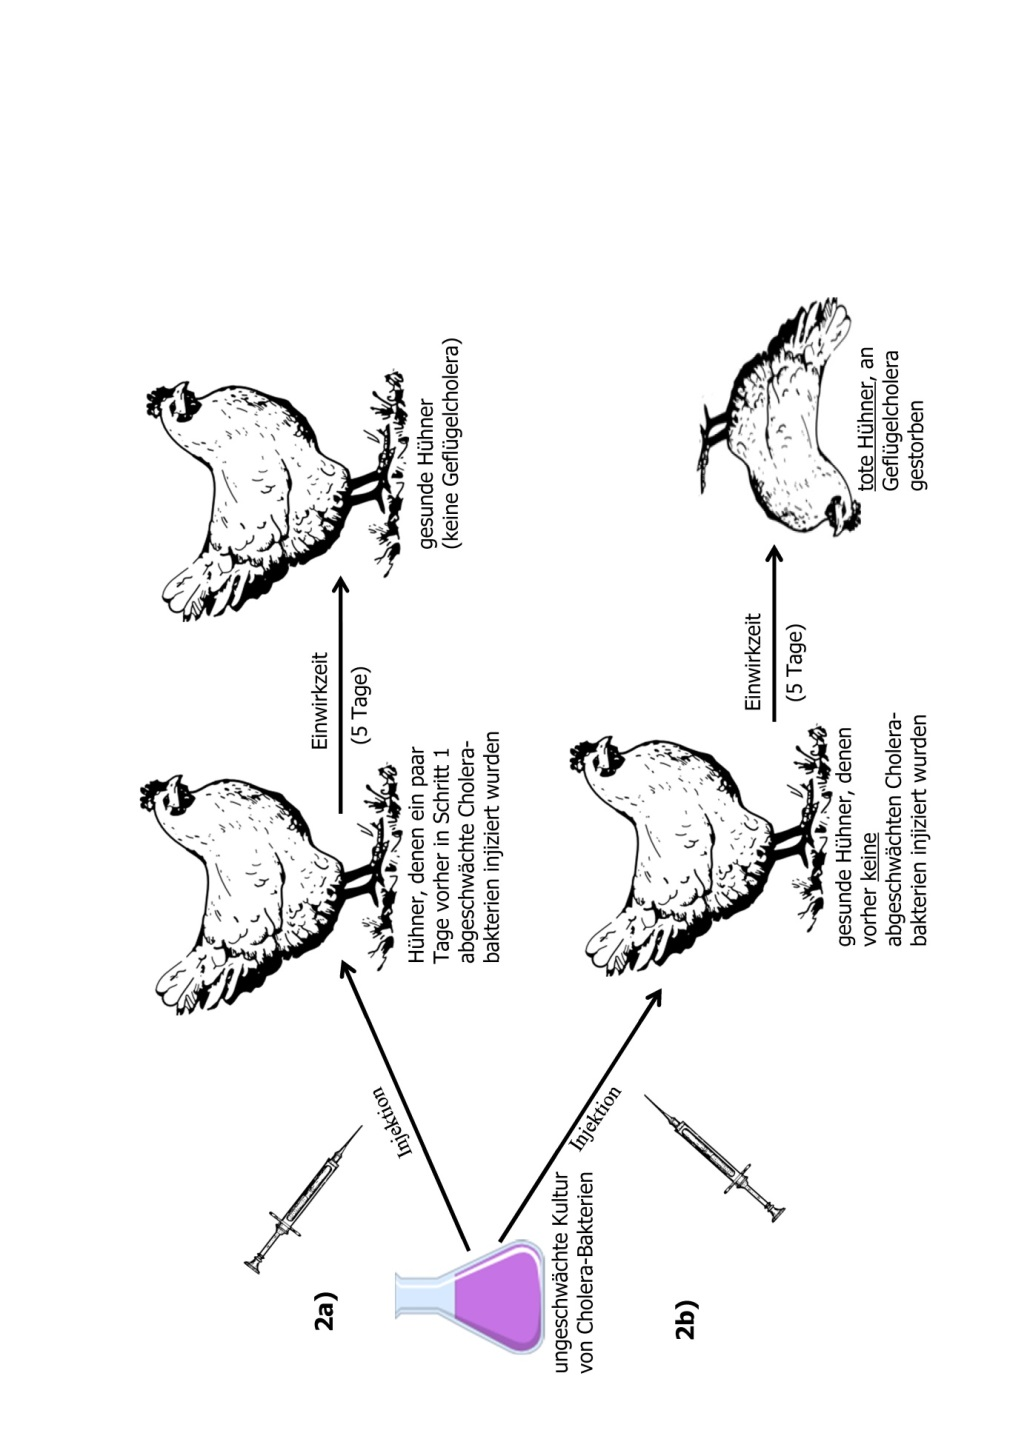 2a)
Injektion
Hühner, denen ein paar
Tage vorher in Schritt 1
abgeschwächte Cholera-
bakterien injiziert wurden
Einwirkzeit
(5 Tage)
gesunde Hühner
(keine Geflügelcholera)
ungeschwächte Kultur
von Cholera-Bakterien
2b)
Injektion
gesunde Hühner, denen
vorher keine
abgeschwächten Cholera-
bakterien injiziert wurden
Einwirkzeit
(5 Tage)
tote Hühner, an
Geflügelcholera
gestorben